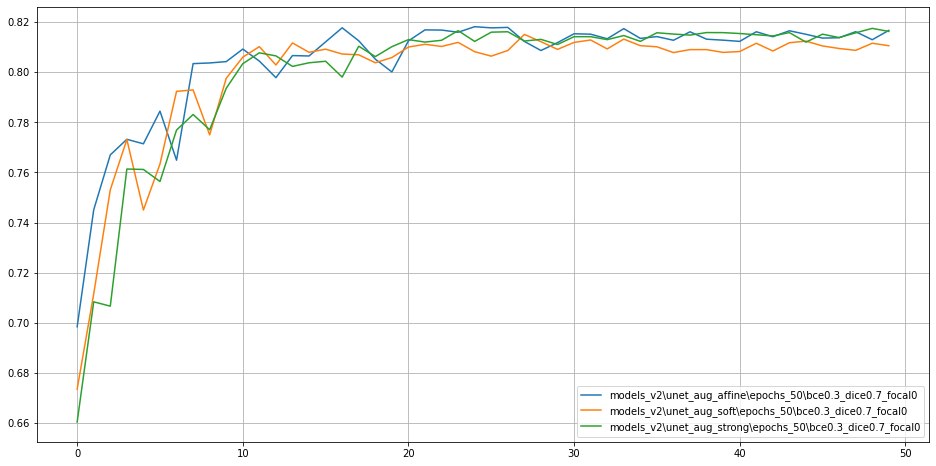 0.82
0.80
0.78
0.76
0.74
0.72
0.70
0.68
0.66
0 10 20 30 40 50
models_v2\unet_aug_affine\epochs_50\bce0.3_dice0.7_focal0
models_v2\unet_aug_soft\epochs_50\bce0.3_dice0.7_focal0
models_v2\unet_aug_strong\epochs_50\bce0.3_dice0.7_focal0